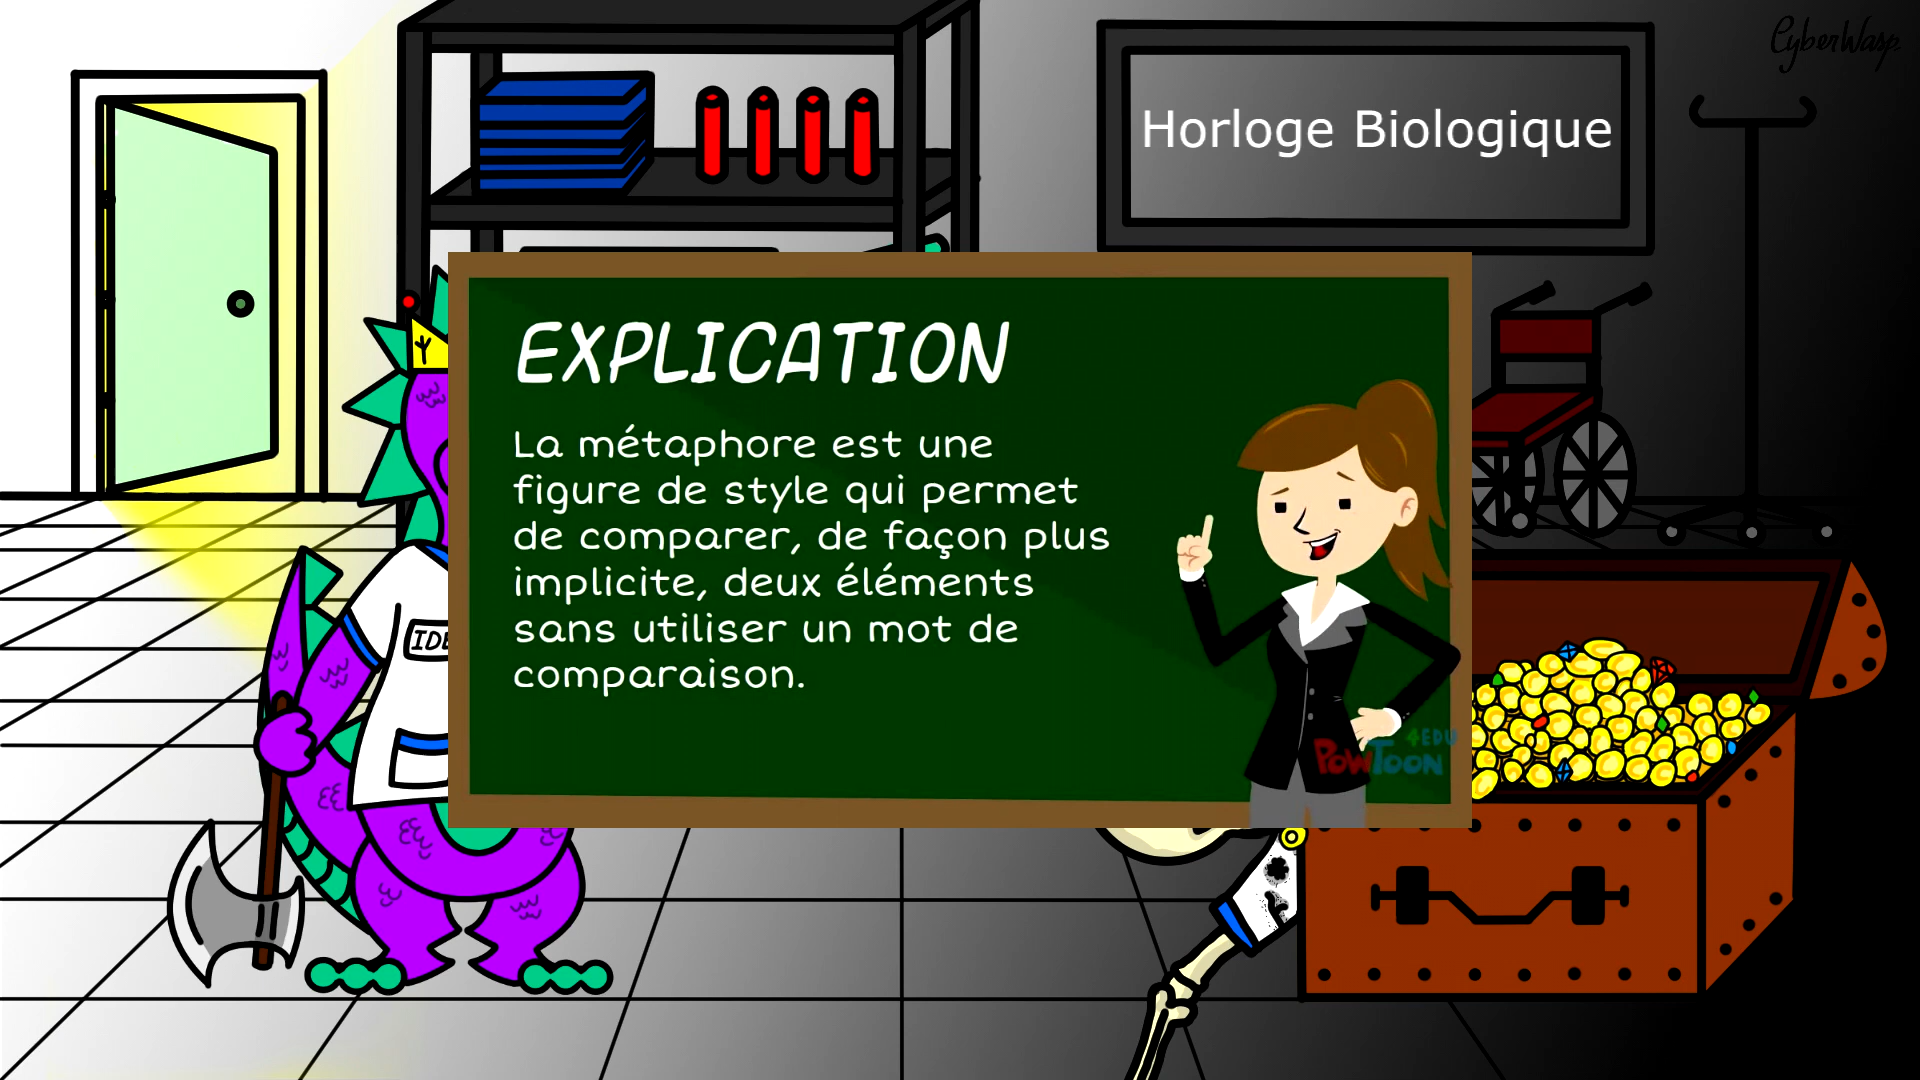 CyberWasp
Horloge Biologique
EXPLICATION
La métaphore est une
figure de style qui permet
de comparer, de façon plus
implicite, deux éléments
sans utiliser un mot de
comparaison.
4EDU
PowToon